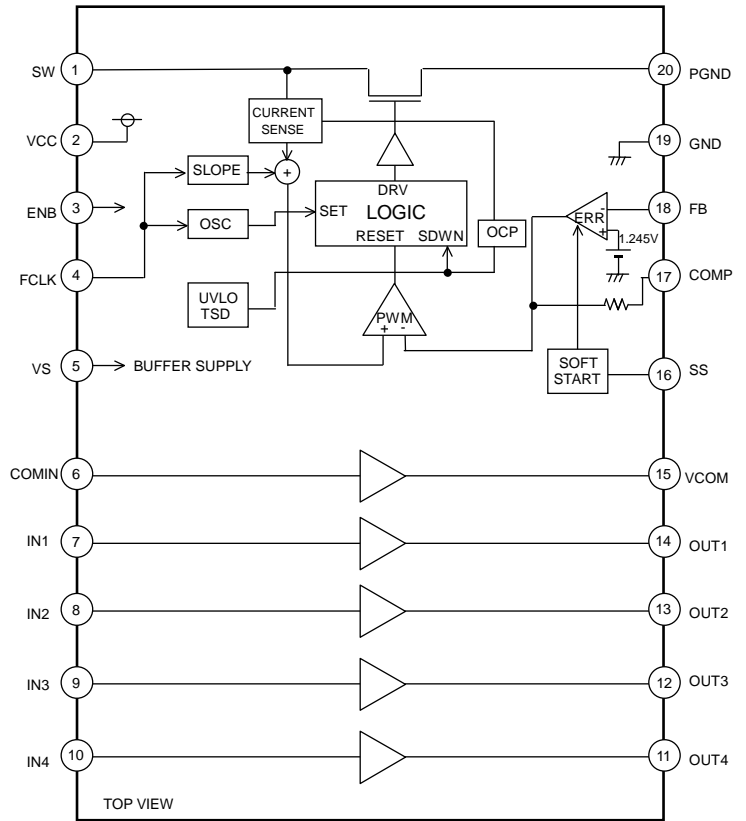 SW 1
20 PGND
CURRENT
SENSE
VCC 2
19 GND
SLOPE
+
DRV
ENB 3
SET
LOGIC
OSC
RESET SDWN
OCP
ERR
-
+
18 FB
1.245V
FCLK 4
17 COMP
UVLO
TSD
PWM
+ -
VS 5
BUFFER SUPPLY
SOFT
START
16 SS
COMIN 6
15 VCOM
IN1 7
14 OUT1
IN2 8
13 OUT2
IN3 9
12 OUT3
IN4 10
11 OUT4
TOP VIEW